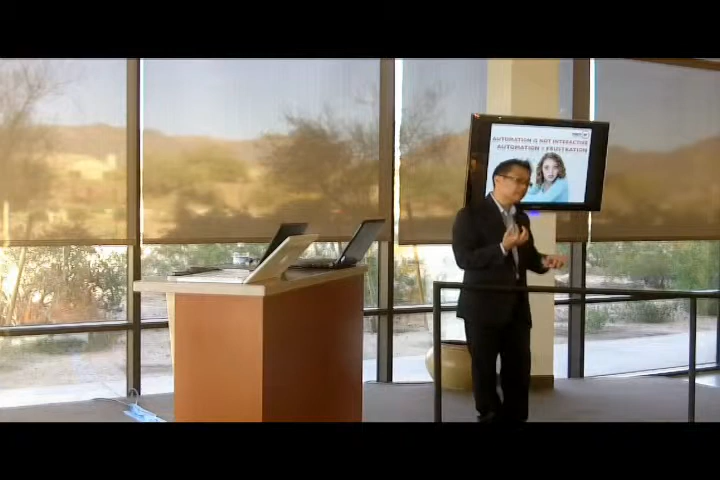 AUTOMATION IS NOT INTERACTIVE
AUTOMATION = FRUSTRATION